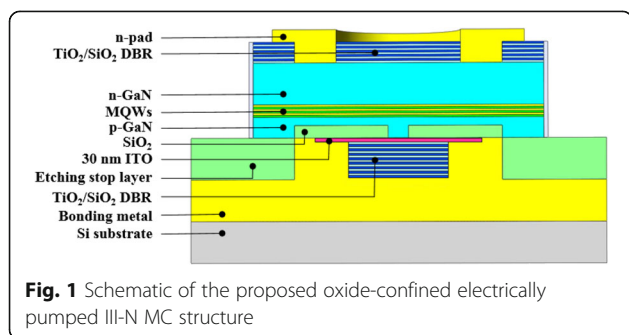 n-pad
TiO₂/SiO₂ DBR
n-GaN
MQWs
p-GaN
SiO₂
30 nm ITO
Etching stop layer
TiO₂/SiO₂ DBR
Bonding metal
Si substrate
Fig. 1 Schematic of the proposed oxide-confined electrically
pumped III-N MC structure